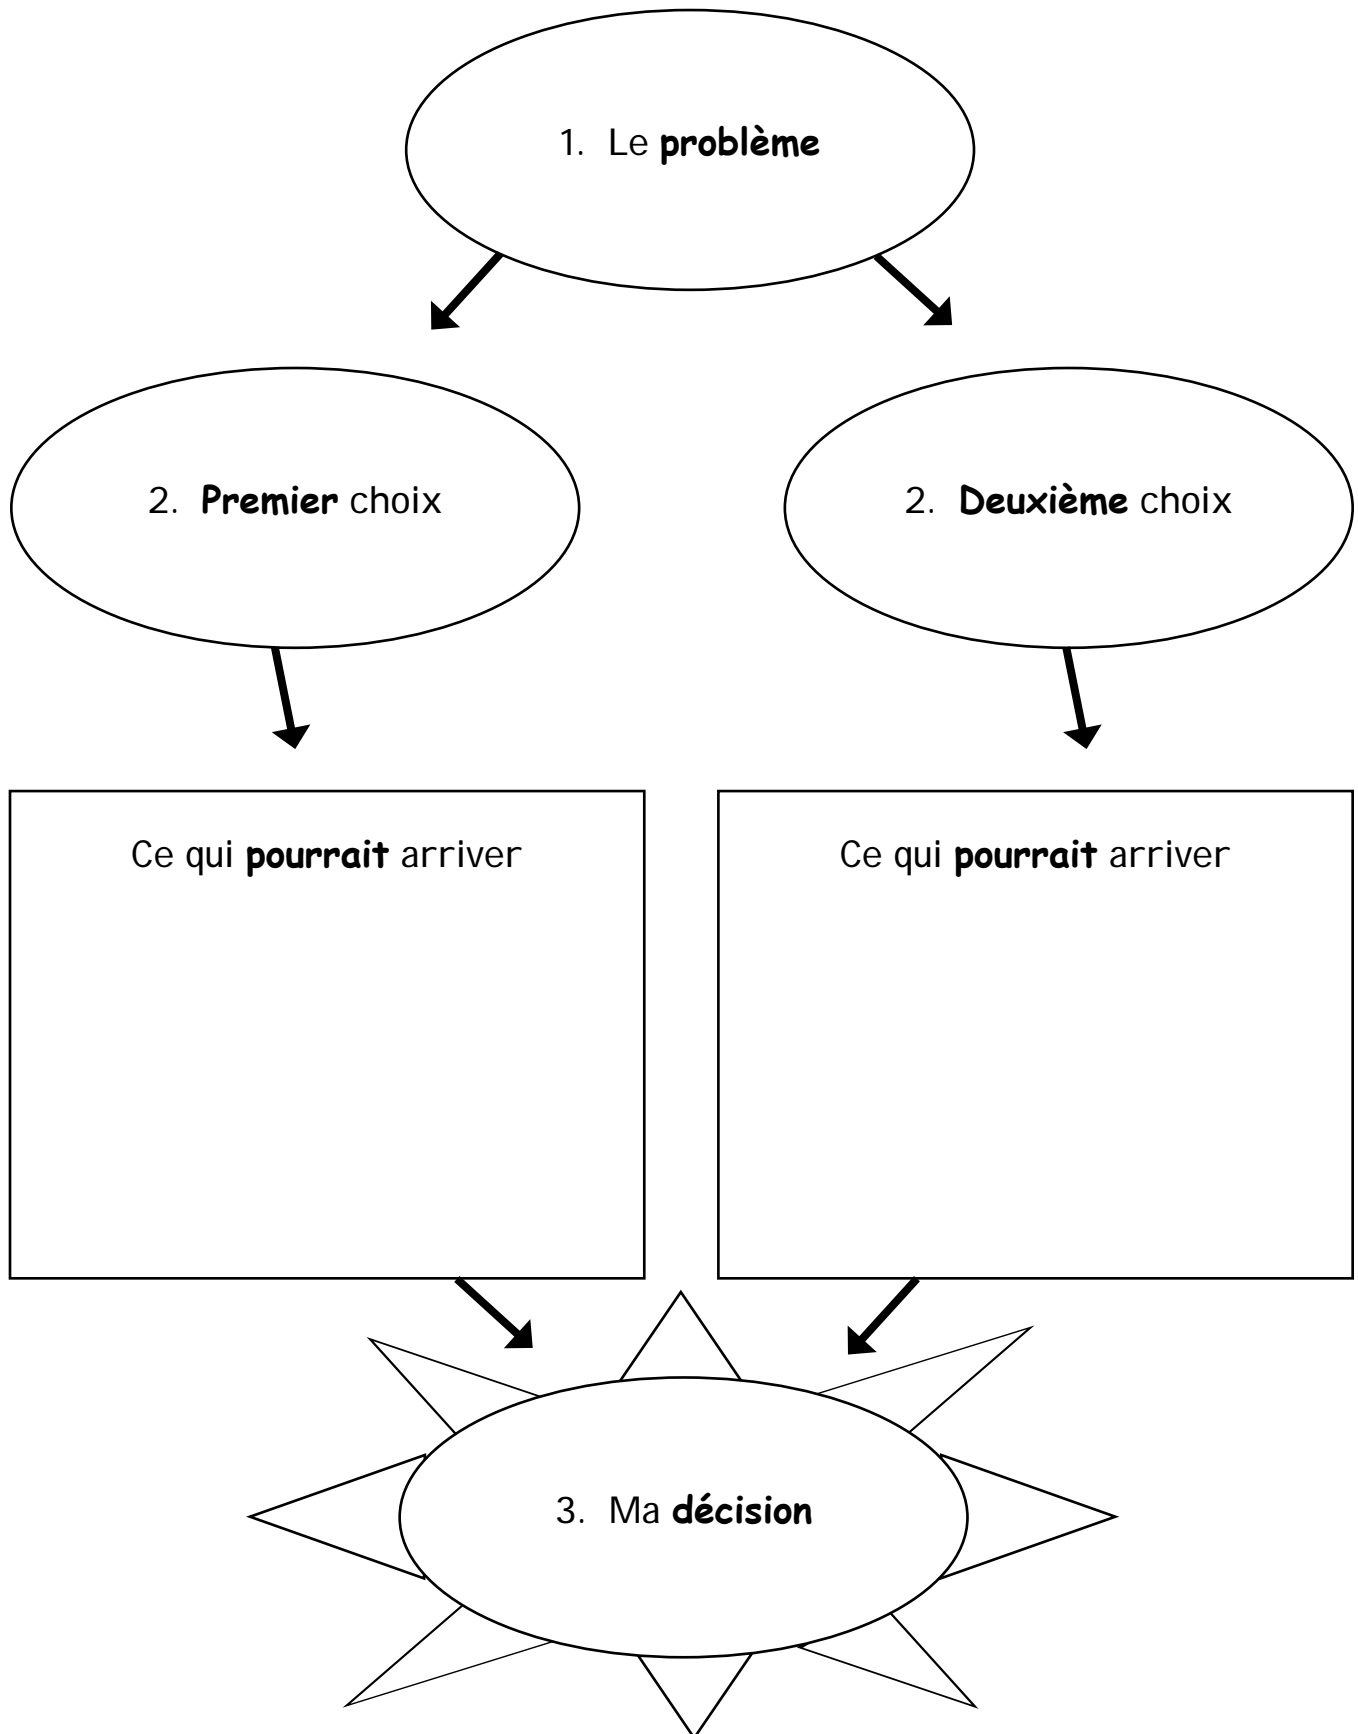 1. Le problème
2. Premier choix
2. Deuxième choix
Ce qui pourrait arriver
Ce qui pourrait arriver
3. Ma décision